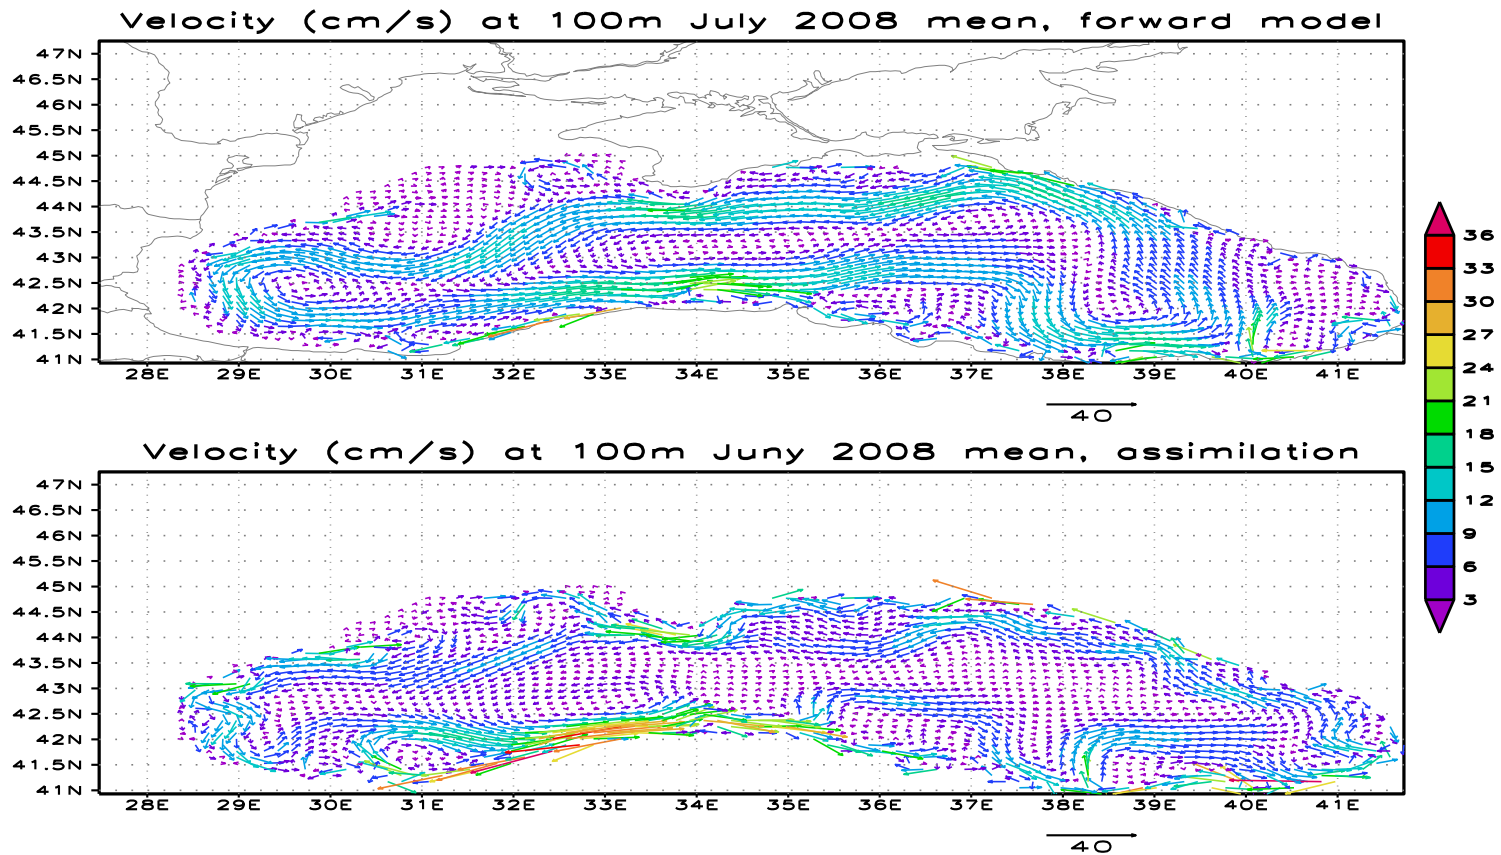 Velocity (cm/s) at 100m July 2008 mean, forward model
47N
46.5N
46N
45.5N
45N
44.5N
44N
43.5N
43N
42.5N
42N
41.5N
41N
28E 29E 30E 31E 32E 33E 34E 35E 36E 37E 38E 39E 40E 41E
40
Velocity (cm/s) at 100m Juny 2008 mean, assimilation
47N
46.5N
46N
45.5N
45N
44.5N
44N
43.5N
43N
42.5N
42N
41.5N
41N
28E 29E 30E 31E 32E 33E 34E 35E 36E 37E 38E 39E 40E 41E
40
36
33
30
27
24
21
18
15
12
9
6
3